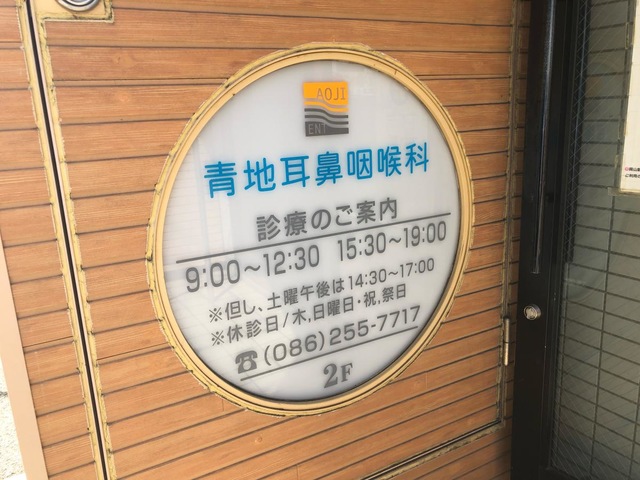 AOJI
ENT
青地耳鼻咽喉科
診療のご案内
9:00～12:30 15:30～19:00
※但し、土曜午後は14:30～17:00
※休診日/木,日曜日・祝,祭日
☎(086)255-7717
2F